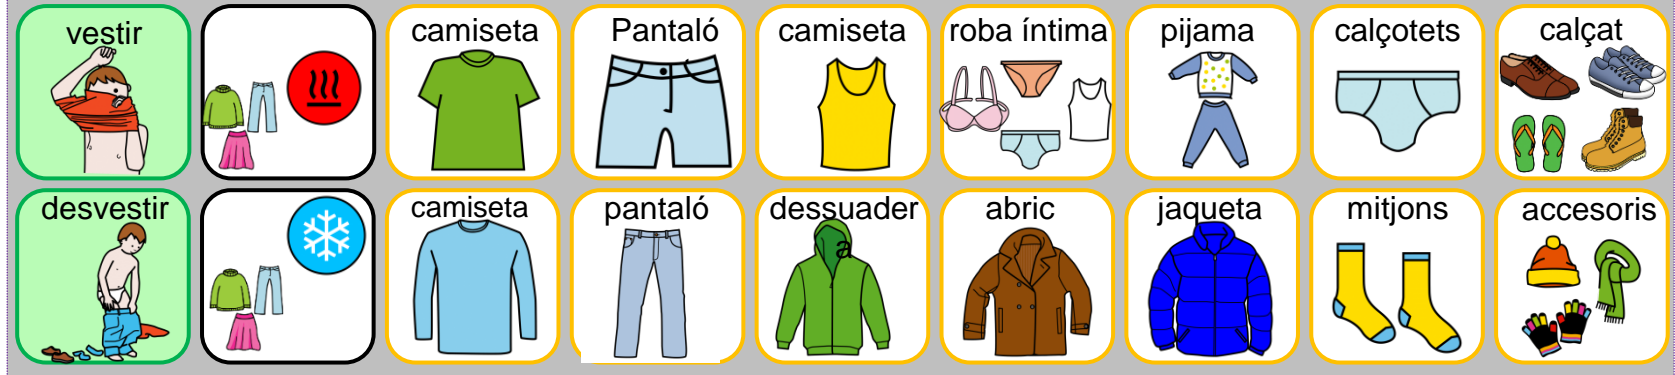 vestir
camiseta
Pantaló
camiseta
roba íntima
pijama
calçotets
calçat
desvestir
camiseta
pantaló
dessuader
a
abric
jaqueta
mitjons
accesoris